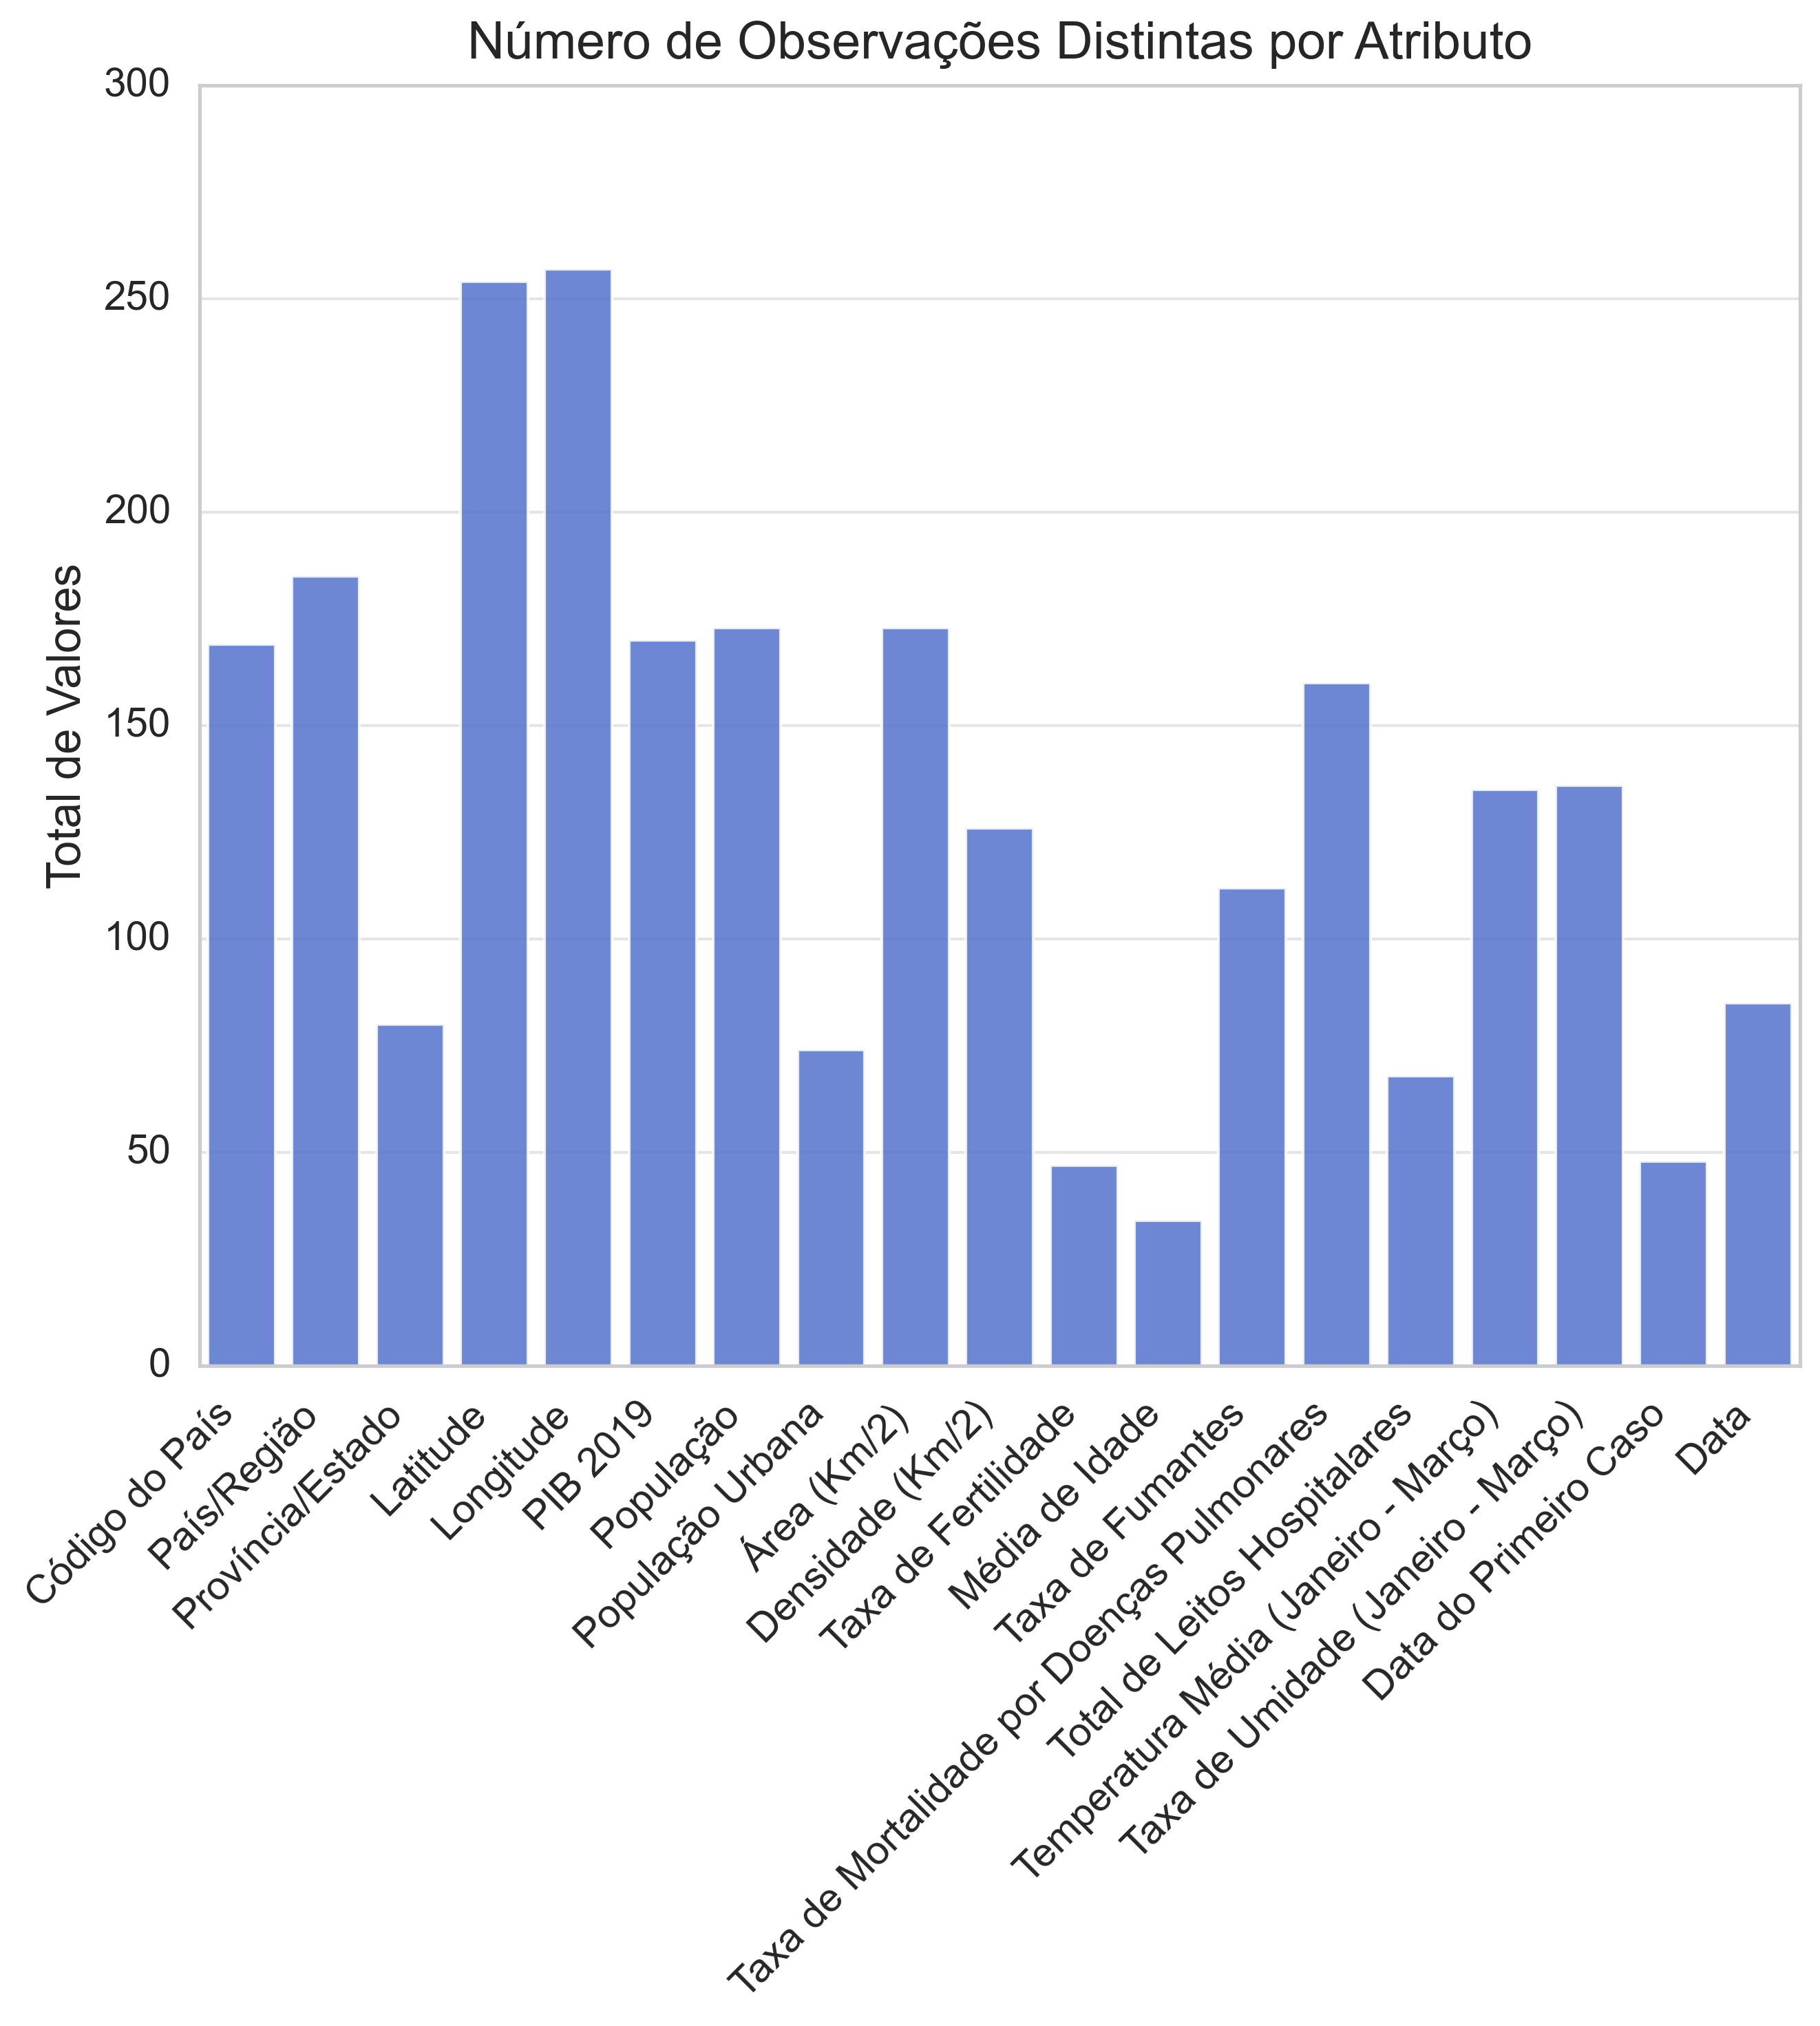 Número de Observações Distintas por Atributo
Total de Valores
300
250
200
150
100
50
0
Código do País
País/Região
Província/Estado
Latitude
Longitude
PIB 2019
População
População Urbana
Área (Km/2)
Densidade (Km/2)
Taxa de Fertilidade
Média de Idade
Taxa de Fumantes
Taxa de Mortalidade por Doenças Pulmonares
Total de Leitos Hospitalares
Temperatura Média (Janeiro - Março)
Taxa de Umidade (Janeiro - Março)
Data do Primeiro Caso
Data